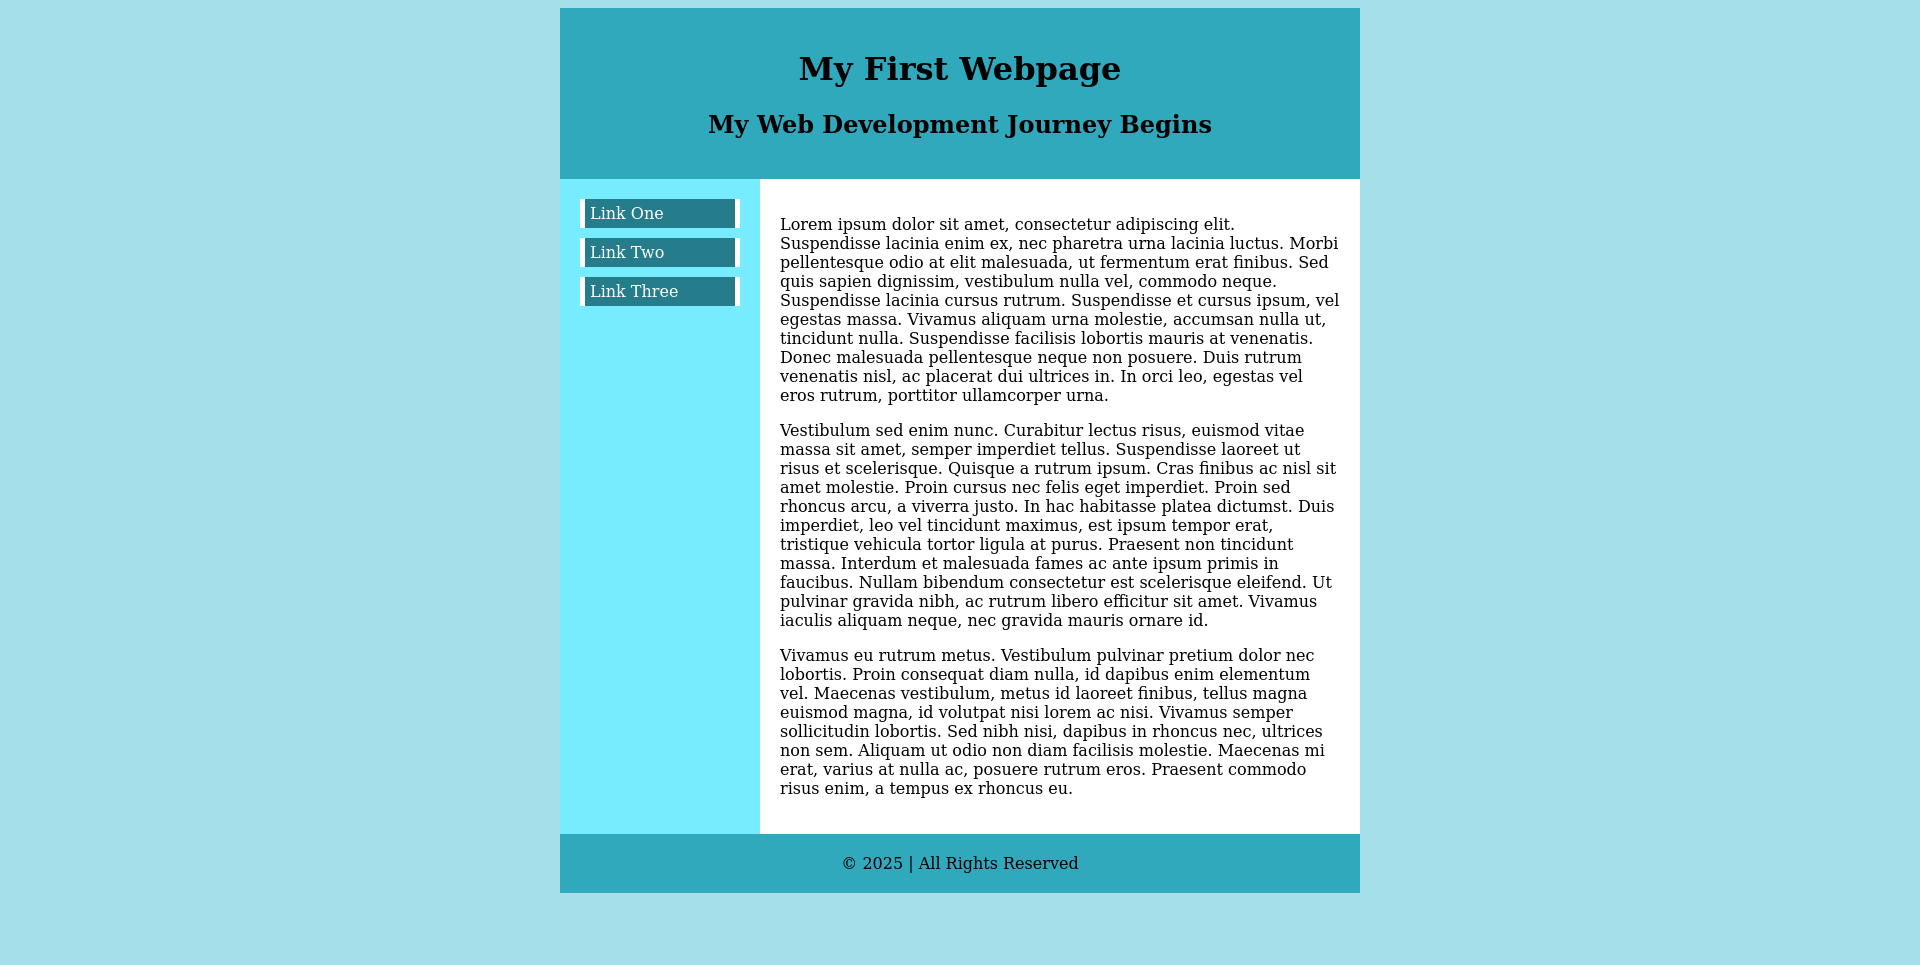 My First Webpage
My Web Development Journey Begins
Link One
Link Two
Link Three
Lorem ipsum dolor sit amet, consectetur adipiscing elit.
Suspendisse lacinia enim ex, nec pharetra urna lacinia luctus. Morbi
pellentesque odio at elit malesuada, ut fermentum erat finibus. Sed
quis sapien dignissim, vestibulum nulla vel, commodo neque.
Suspendisse lacinia cursus rutrum. Suspendisse et cursus ipsum, vel
egestas massa. Vivamus aliquam urna molestie, accumsan nulla ut,
tincidunt nulla. Suspendisse facilisis lobortis mauris at venenatis.
Donec malesuada pellentesque neque non posuere. Duis rutrum
venenatis nisl, ac placerat dui ultrices in. In orci leo, egestas vel
eros rutrum, porttitor ullamcorper urna.
Vestibulum sed enim nunc. Curabitur lectus risus, euismod vitae
massa sit amet, semper imperdiet tellus. Suspendisse laoreet ut
risus et scelerisque. Quisque a rutrum ipsum. Cras finibus ac nisl sit
amet molestie. Proin cursus nec felis eget imperdiet. Proin sed
rhoncus arcu, a viverra justo. In hac habitasse platea dictumst. Duis
imperdiet, leo vel tincidunt maximus, est ipsum tempor erat,
tristique vehicula tortor ligula at purus. Praesent non tincidunt
massa. Interdum et malesuada fames ac ante ipsum primis in
faucibus. Nullam bibendum consectetur est scelerisque eleifend. Ut
pulvinar gravida nibh, ac rutrum libero efficitur sit amet. Vivamus
iaculis aliquam neque, nec gravida mauris ornare id.
Vivamus eu rutrum metus. Vestibulum pulvinar pretium dolor nec
lobortis. Proin consequat diam nulla, id dapibus enim elementum
vel. Maecenas vestibulum, metus id laoreet finibus, tellus magna
euismod magna, id volutpat nisi lorem ac nisi. Vivamus semper
sollicitudin lobortis. Sed nibh nisi, dapibus in rhoncus nec, ultrices
non sem. Aliquam ut odio non diam facilisis molestie. Maecenas mi
erat, varius at nulla ac, posuere rutrum eros. Praesent commodo
risus enim, a tempus ex rhoncus eu.
© 2025 | All Rights Reserved